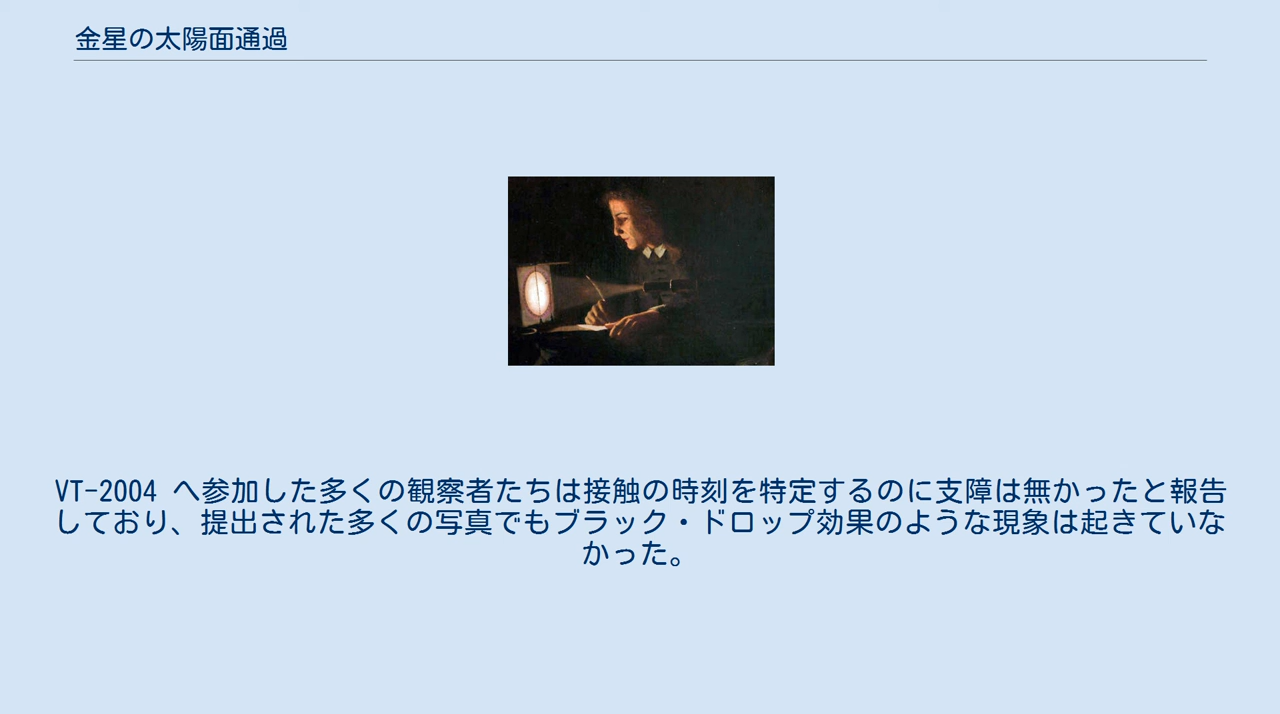 金星の太陽面通過
VT-2004 へ参加した多くの観察者たちは接触の時刻を特定するのに支障は無かったと報告
しており、提出された多くの写真でもブラック・ドロップ効果のような現象は起きていな
かった。